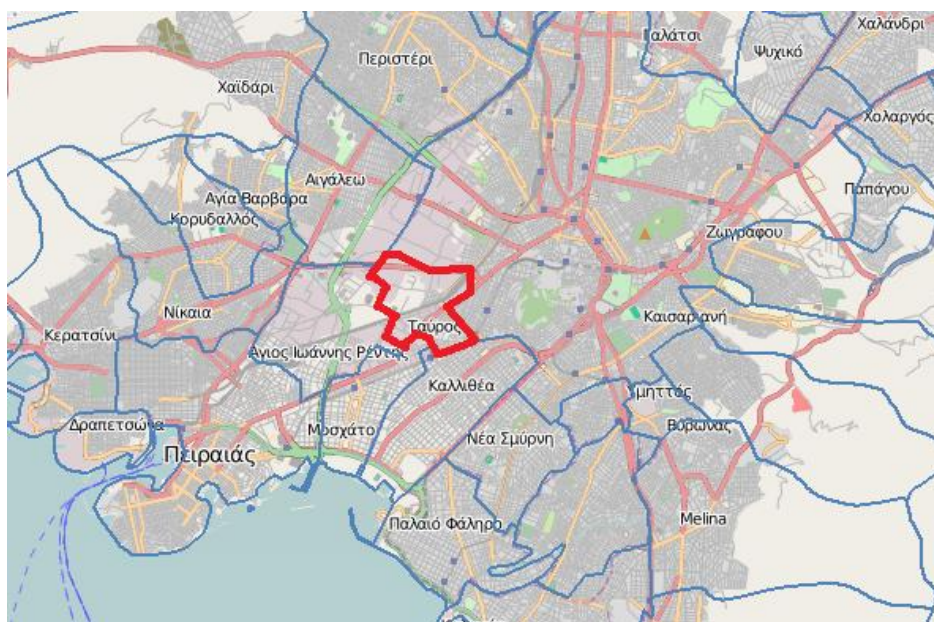 Χαλάνδρι
Γαλάτσι
Ψυχικό
Περιστέρι
Χαϊδάρι
Χολαργός
Αιγάλεω
Παπάγου
Αγία Βαρβάρα
Κορυδαλλός
Ζωγράφου
Νίκαια
Καισαριανή
Ταύρος
Κερατσίνι
Άγιος Ιωάννης Ρέντης
Καλλιθέα
μηττός
Δραπετσώνα
Μοσχάτο
Βύρωνας
Νέα Σμύρνη
Πειραιάς
Παλαιό Φάληρο
Melina